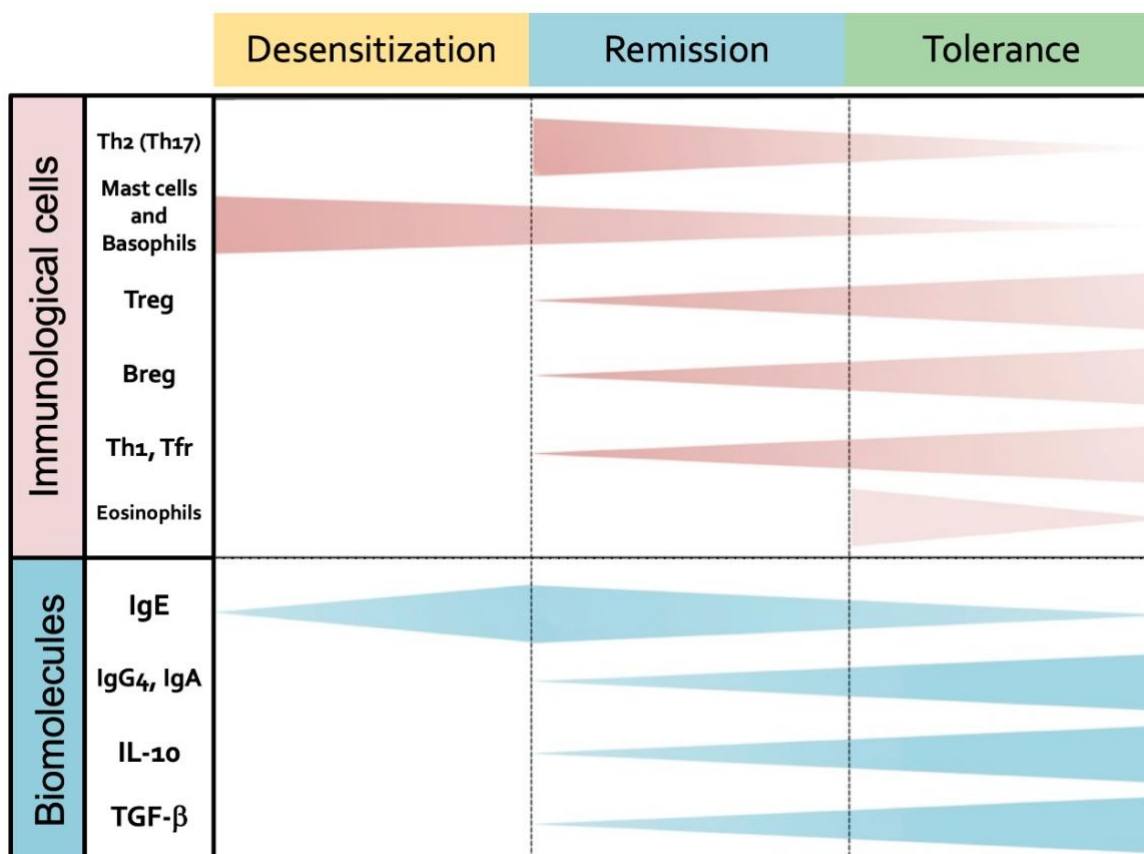 Desensitization
Remission
Tolerance
Immunological cells
Th2 (Th17)
Mast cells
and
Basophils
Treg
Breg
Th1, Tfr
Eosinophils
Biomolecules
IgE
IgG4, IgA
IL-10
TGF-β